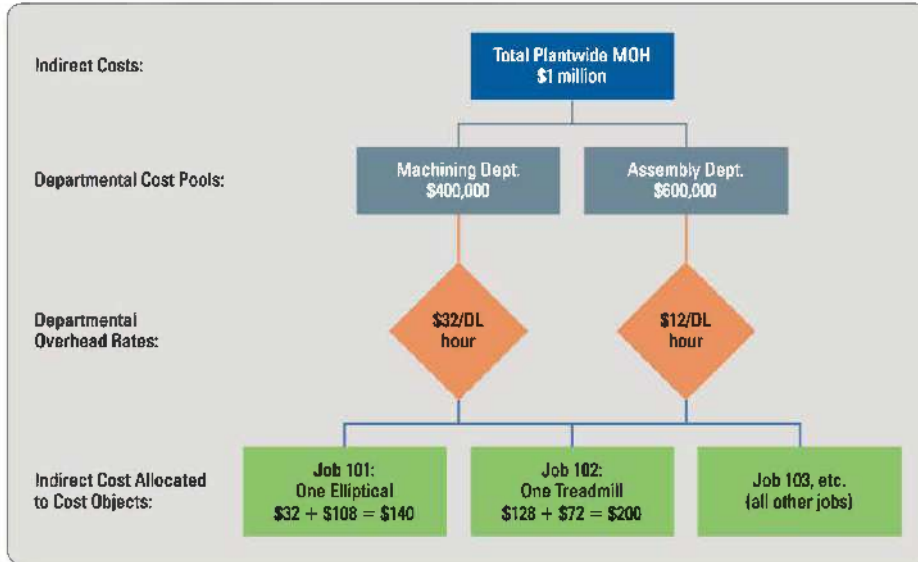 Indirect Costs:
Total Plantwide MOH
$1 million
Departmental Cost Pools:
Machining Dept.
$400,000
Assembly Dept.
$600,000
Departmental
Overhead Rates:
$32/DL
hour
$12/DL
hour
Indirect Cost Allocated
to Cost Objects:
Job 101:
One Elliptical
$32 + $108 = $140
Job 102:
One Treadmill
$128 + $72 = $200
Job 103, etc.
(all other jobs)